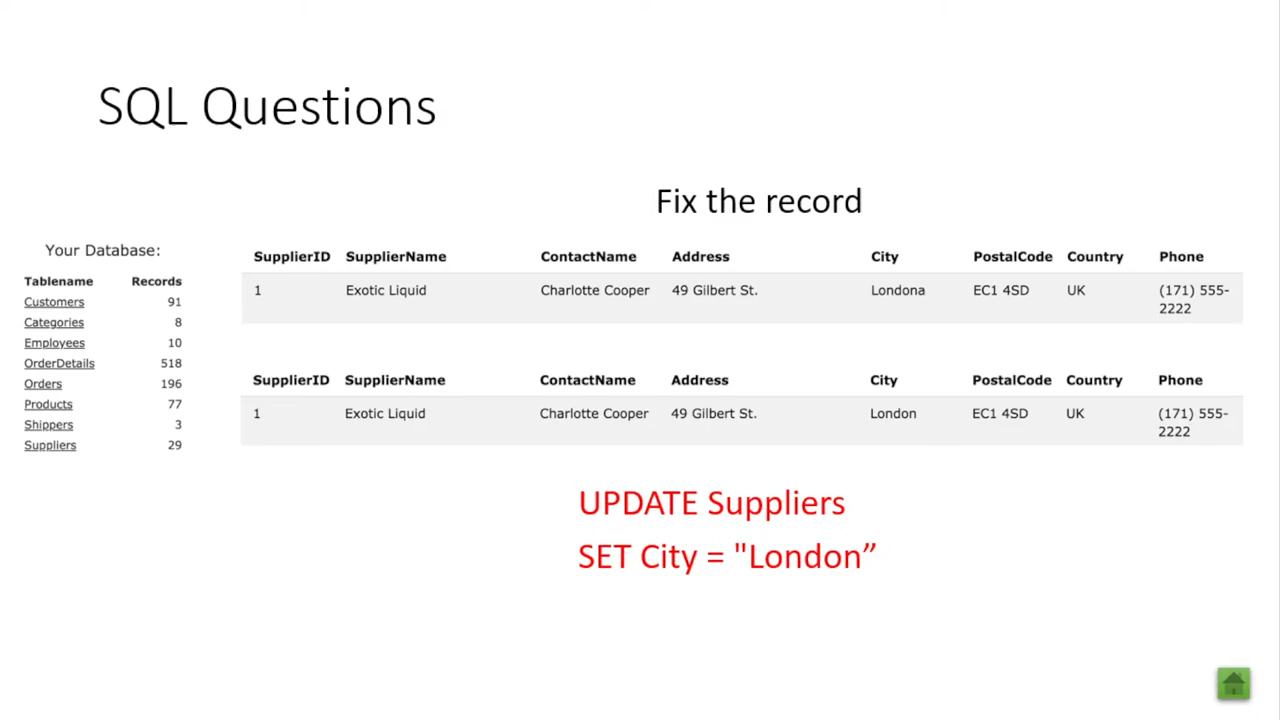 SQL Questions
Fix the record
Your Database:
Tablename Records
Customers 91
Categories 8
Employees 10
OrderDetails 518
Orders 196
Products 77
Shippers 3
Suppliers 29
SupplierID SupplierName ContactName Address City PostalCode Country Phone
1 Exotic Liquid Charlotte Cooper 49 Gilbert St. Londona EC1 4SD UK (171) 555-
2222
SupplierID SupplierName ContactName Address City PostalCode Country Phone
1 Exotic Liquid Charlotte Cooper 49 Gilbert St. London EC1 4SD UK (171) 555-
2222
UPDATE Suppliers
SET City = "London”